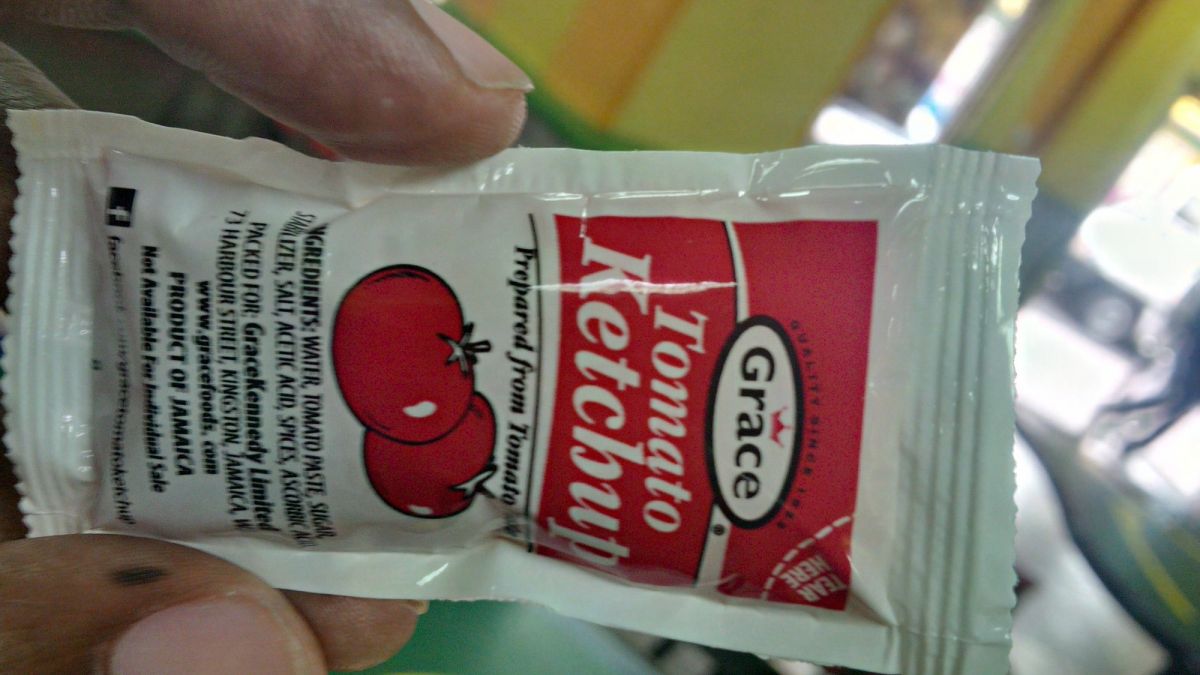 QUALITY SINCE 1922
Grace
®
Tomato
Ketchup
TEAR
HERE
Prepared from Tomato
INGREDIENTS: WATER, TOMATO PASTE, SUGAR,
STABILIZER, SALT, ACETIC ACID, SPICES, ASCORBIC
PACKED FOR: GraceKennedy Limited
73 HARBOUR STREET, KINGSTON, JAMAICA
www.gracefoods.com
PRODUCT OF JAMAICA
Not Available For Individual Sale
f